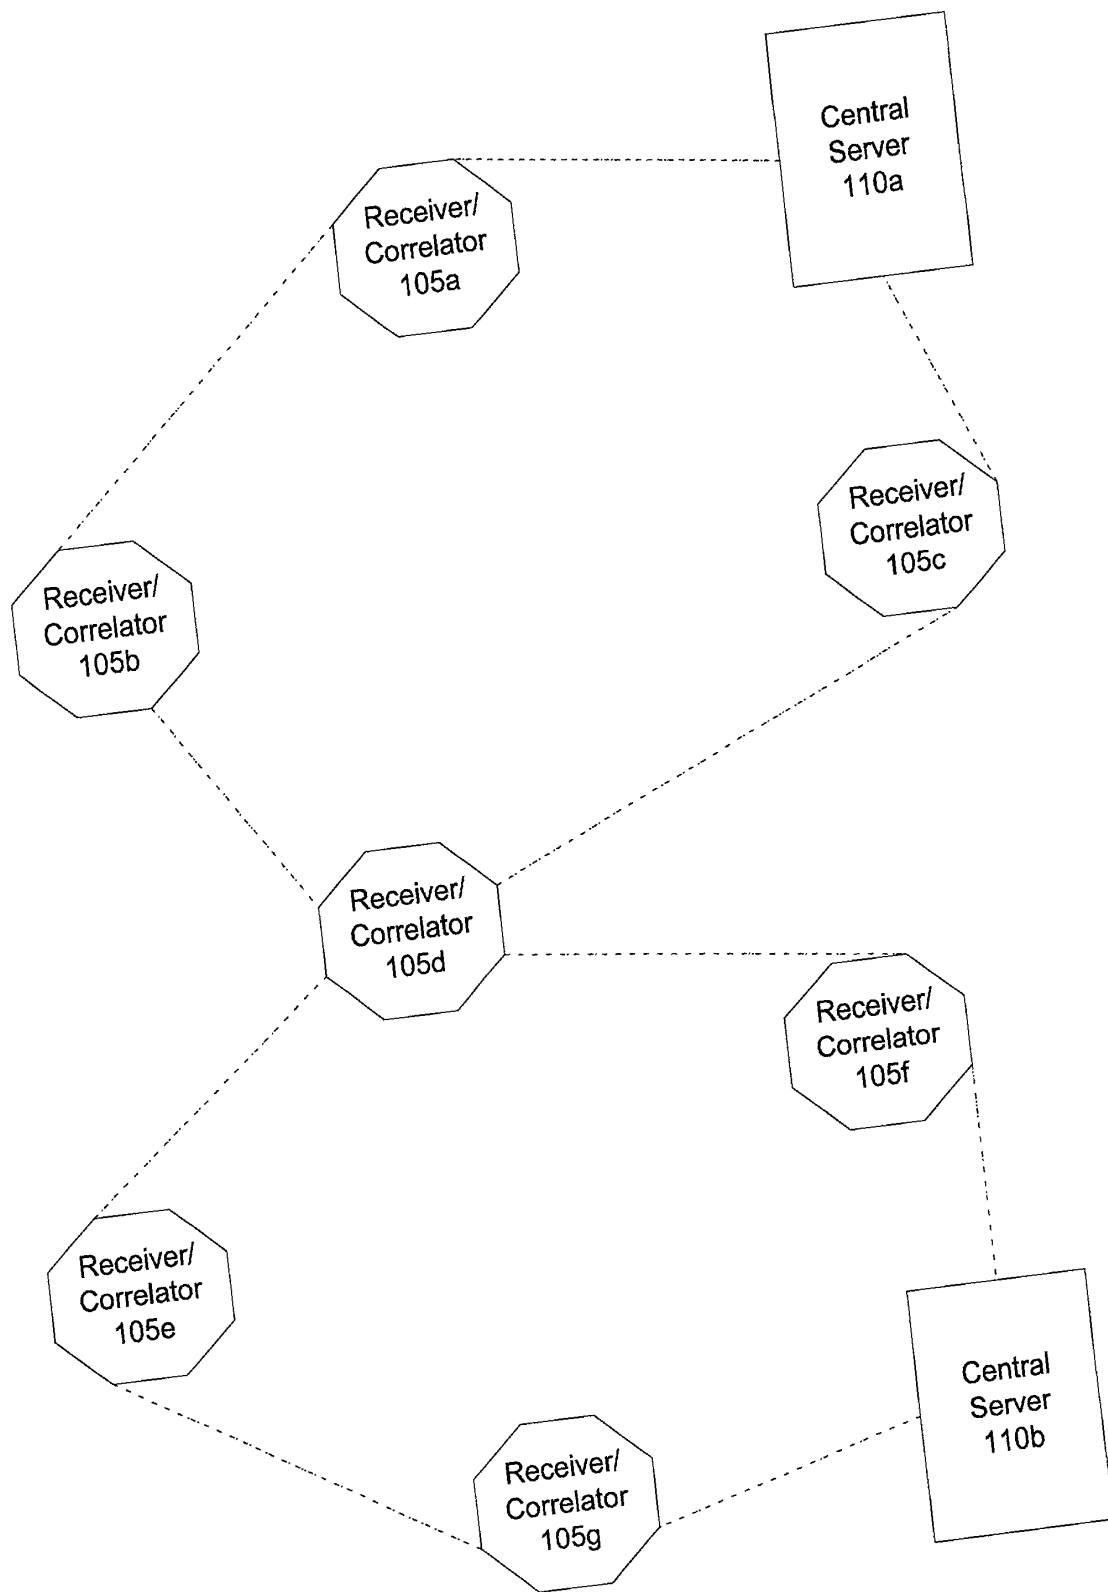 Central
Server
110a
Receiver/
Correlator
105a
Receiver/
Correlator
105c
Receiver/
Correlator
105b
Receiver/
Correlator
105d
Receiver/
Correlator
105f
Receiver/
Correlator
105e
Central
Server
110b
Receiver/
Correlator
105g